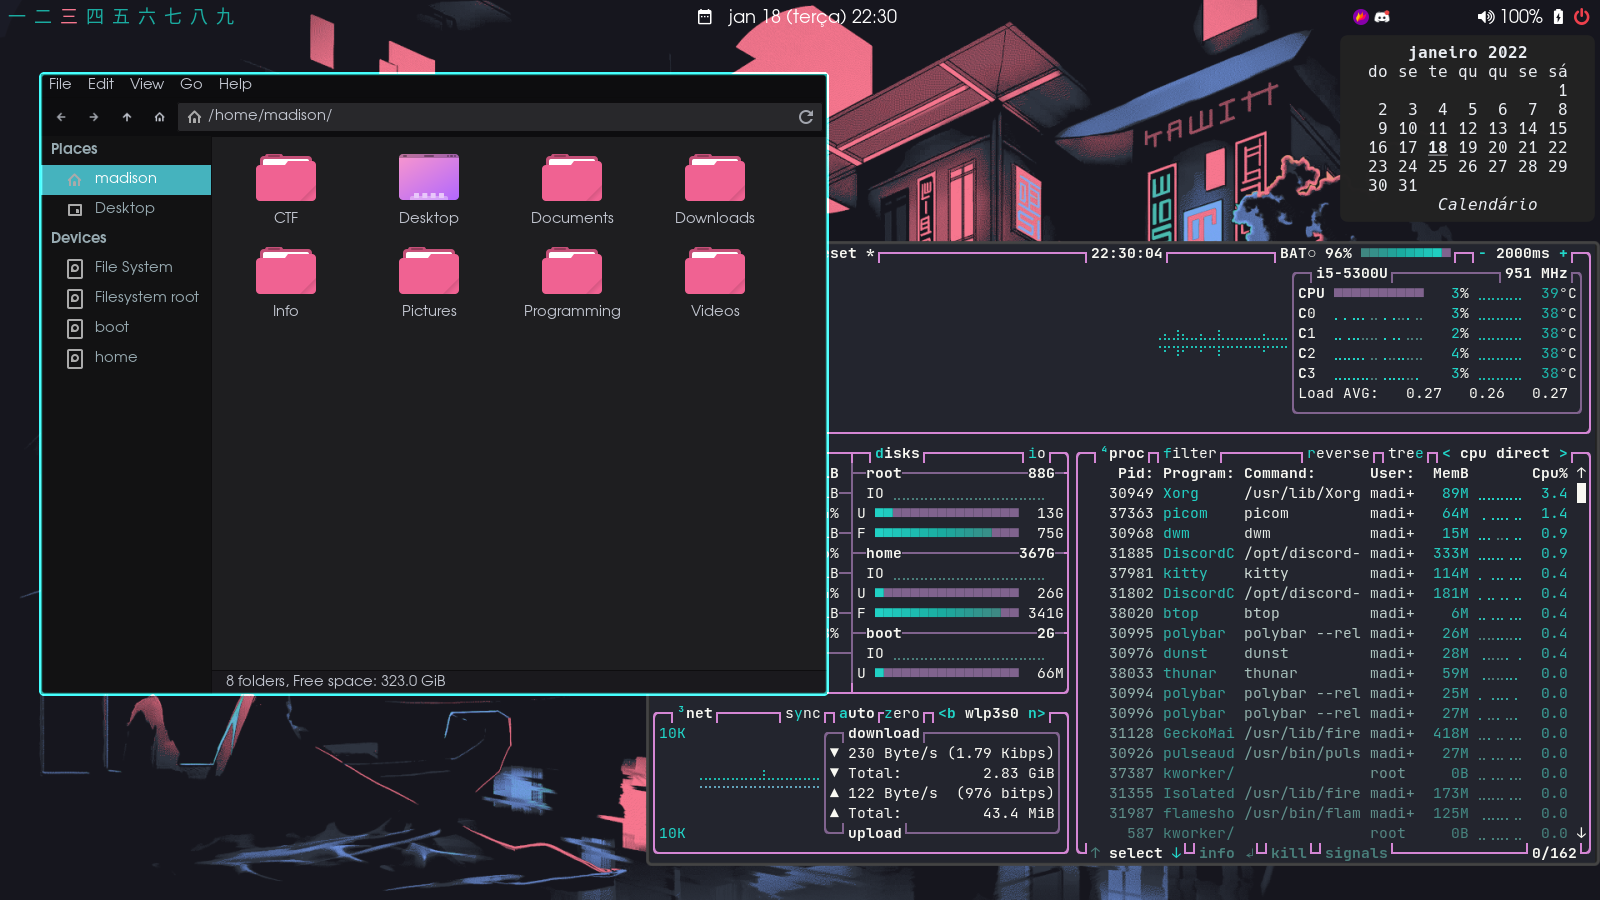 一 二 三 四 五 六 七 八 九
jan 18 (terça) 22:30
100%
janeiro 2022
do se te qu qu se sá
1
2 3 4 5 6 7 8
9 10 11 12 13 14 15
16 17 18 19 20 21 22
23 24 25 26 27 28 29
30 31
Calendário
File Edit View Go Help
/home/madison/
Places
madison
Desktop
Devices
File System
Filesystem root
boot
home
CTF Desktop Documents Downloads
Info Pictures Programming Videos
8 folders, Free space: 323.0 GiB
set * 22:30:04 BAT○ 96% - 2000ms +
i5-5300U 951 MHz
CPU 3% 39°C
C0 3% 38°C
C1 2% 38°C
C2 4% 38°C
C3 3% 38°C
Load AVG: 0.27 0.26 0.27
B
B
%
B
%
B
%
B
%
disks io
root 88G
IO
U 13G
F 75G
home 367G
IO
U 26G
F 341G
boot 2G
IO
U 66M
³net sync auto zero <b wlp3s0 n>
10K
download
▼ 230 Byte/s (1.79 Kibps)
▼ Total: 2.83 GiB
▲ 122 Byte/s (976 bitps)
▲ Total: 43.4 MiB
10K
upload
⁴proc filter reverse tree < cpu direct >
Pid: Program: Command: User: MemB Cpu% ↑
30949 Xorg /usr/lib/Xorg madi+ 89M 3.4
37363 picom picom madi+ 64M 1.4
30968 dwm dwm madi+ 15M 0.9
31885 DiscordC /opt/discord- madi+ 333M 0.9
37981 kitty kitty madi+ 114M 0.4
31802 DiscordC /opt/discord- madi+ 181M 0.4
38020 btop btop madi+ 6M 0.4
30995 polybar polybar --rel madi+ 26M 0.4
30976 dunst dunst madi+ 28M 0.4
38033 thunar thunar madi+ 59M 0.0
30994 polybar polybar --rel madi+ 25M 0.0
30996 polybar polybar --rel madi+ 27M 0.0
31128 GeckoMai /usr/lib/fire madi+ 418M 0.0
30926 pulseaud /usr/bin/puls madi+ 27M 0.0
37387 kworker/ root 0B 0.0
31355 Isolated /usr/lib/fire madi+ 173M 0.0
31987 flamesho /usr/bin/flam madi+ 125M 0.0
587 kworker/ root 0B 0.0 ↓
↑ select ↓ info ↲ kill signals 0/162